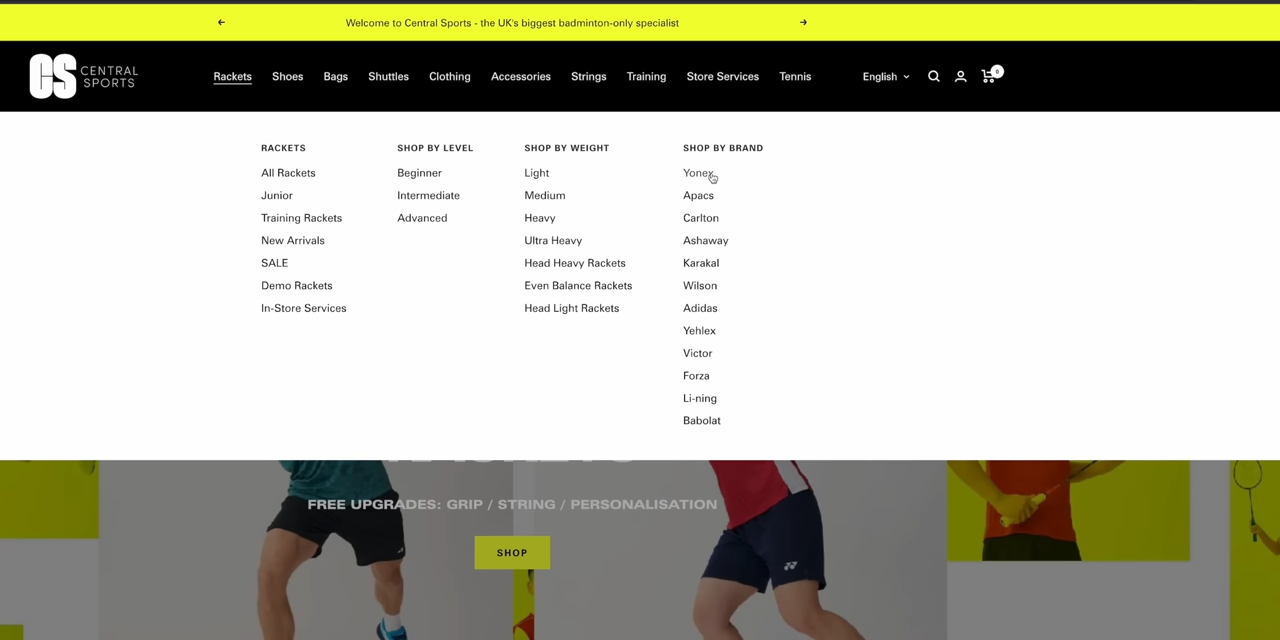 Welcome to Central Sports - the UK's biggest badminton-only specialist
CS CENTRAL SPORTS
Rackets Shoes Bags Shuttles Clothing Accessories Strings Training Store Services Tennis
English
0
RACKETS
All Rackets
Junior
Training Rackets
New Arrivals
SALE
Demo Rackets
In-Store Services
SHOP BY LEVEL
Beginner
Intermediate
Advanced
SHOP BY WEIGHT
Light
Medium
Heavy
Ultra Heavy
Head Heavy Rackets
Even Balance Rackets
Head Light Rackets
SHOP BY BRAND
Yonex
Apacs
Carlton
Ashaway
Karakal
Wilson
Adidas
Yehlex
Victor
Forza
Li-ning
Babolat
FREE UPGRADES: GRIP / STRING / PERSONALISATION
SHOP